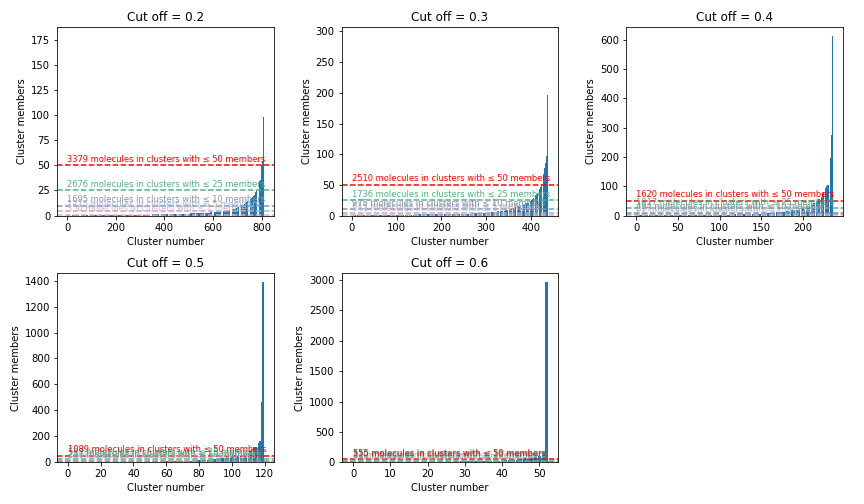 Cut off = 0.2
175
150
125
100
75
50
25
0
Cluster members
3379 molecules in clusters with ≤ 50 members
2676 molecules in clusters with ≤ 25 members
1695 molecules in clusters with ≤ 10 members
0 200 400 600 800
Cluster number
Cut off = 0.3
300
250
200
150
100
50
0
Cluster members
2510 molecules in clusters with ≤ 50 members
1736 molecules in clusters with ≤ 25 members
0 100 200 300 400
Cluster number
Cut off = 0.4
600
500
400
300
200
100
0
Cluster members
1620 molecules in clusters with ≤ 50 members
0 50 100 150 200
Cluster number
Cut off = 0.5
1400
1200
1000
800
600
400
200
0
Cluster members
1089 molecules in clusters with ≤ 50 members
0 20 40 60 80 100 120
Cluster number
Cut off = 0.6
3000
2500
2000
1500
1000
500
0
Cluster members
555 molecules in clusters with ≤ 50 members
0 10 20 30 40 50
Cluster number